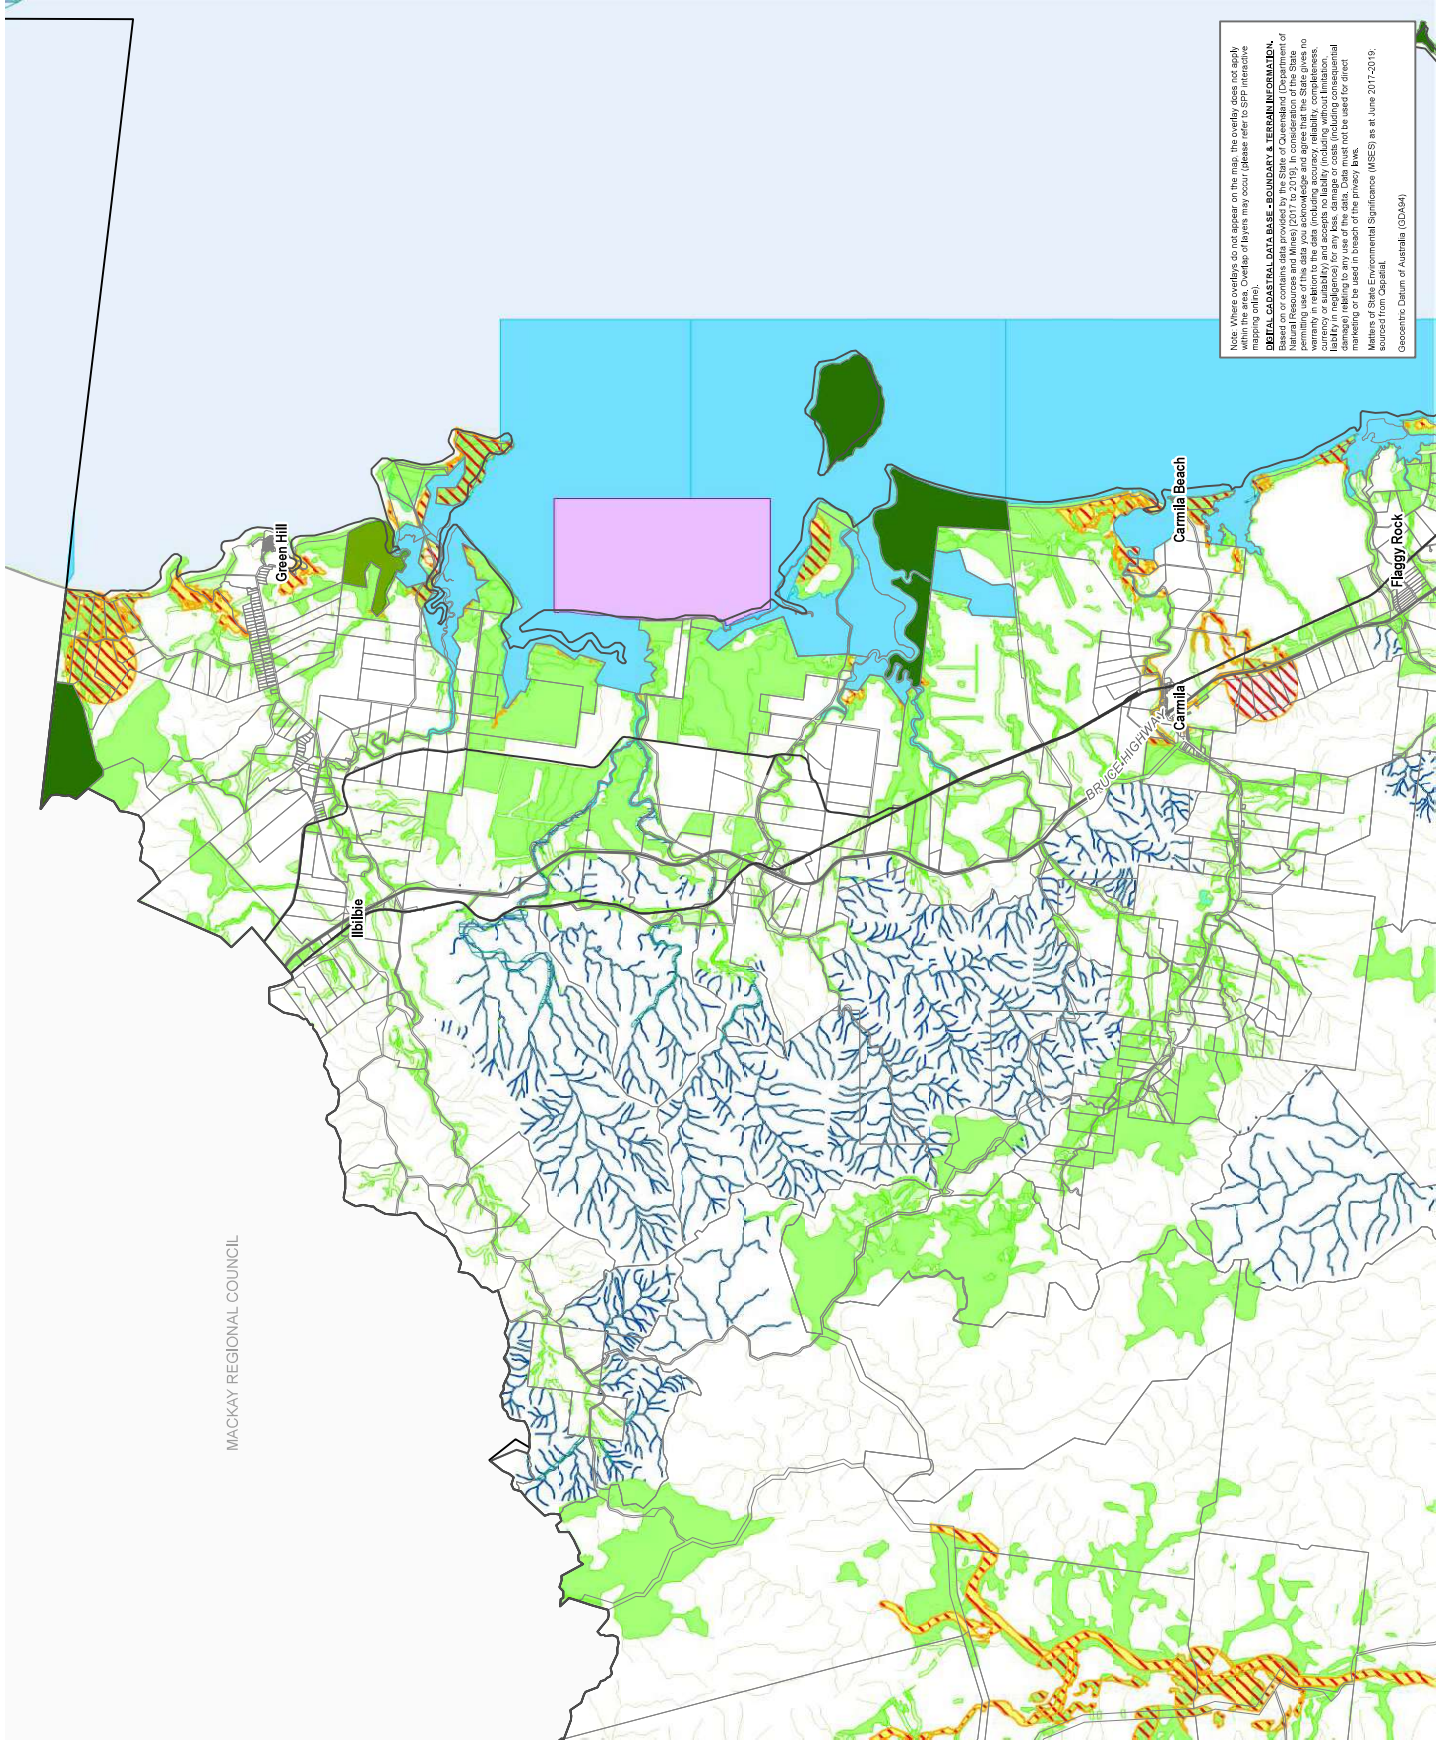 Note: Where overlays do not appear on the map, the overlay does not apply
within the area. Overlap of layers may occur (please refer to SPP interactive
mapping online).
DIGITAL CADASTRAL DATA BASE - BOUNDARY & TERRAIN INFORMATION.
Based on or contains data provided by the State of Queensland (Department of
Natural Resources and Mines) [2017 to 2019]. In consideration of the State
permitting use of this data you acknowledge and agree that the State gives no
warranty in relation to the data (including accuracy, reliability, completeness,
currency or suitability) and accepts no liability (including without limitation,
liability in negligence) for any loss, damage or costs (including consequential
damage) relating to any use of the data. Data must not be used for direct
marketing or be used in breach of the privacy laws.
Matters of State Environmental Significance (MSES) as at June 2017-2019,
sourced from Qspatial.
Geocentric Datum of Australia (GDA94)
Green Hill
Carmila Beach
Flaggy Rock
Carmila
BRUCE HIGHWAY
Ilbilbie
MACKAY REGIONAL COUNCIL